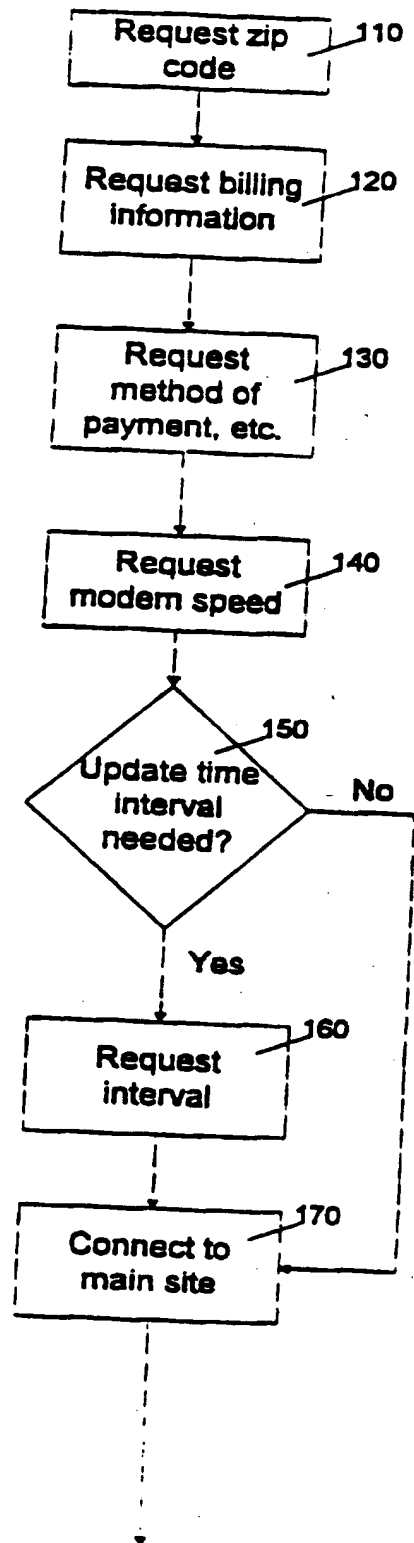 Request zip
code
110
Request billing
information
120
Request
method of
payment, etc.
130
Request
modem speed
140
150
Update time
interval
needed?
No
Yes
160
Request
interval
170
Connect to
main site